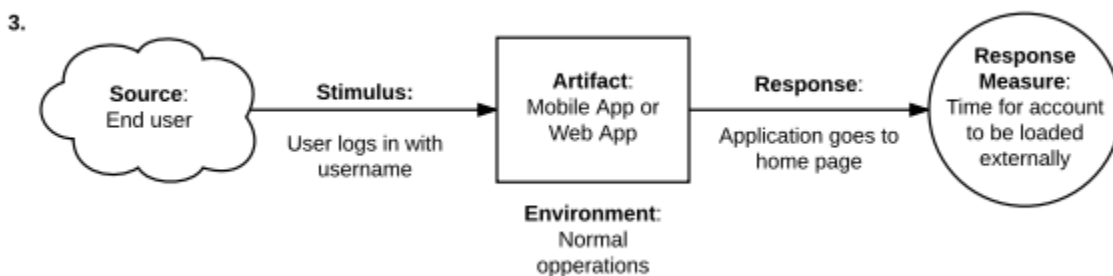 3.
Source:
End user
Stimulus:
User logs in with
username
Artifact:
Mobile App or
Web App
Environment:
Normal
opperations
Response:
Application goes to
home page
Response
Measure:
Time for account
to be loaded
externally